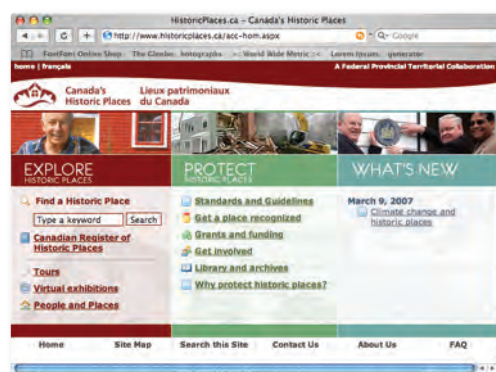 HistoricPlaces.ca – Canada's Historic Places
http://www.historicplaces.ca/acc-hom.aspx
Google
FontFont Online Shop The Glenlee World Wide Metric Lorem Ipsum generator
home | français
A Federal Provincial Territorial Collaboration
Canada's
Historic Places
Lieux patrimoniaux
du Canada
EXPLORE
HISTORIC PLACES
Find a Historic Place
Type a keyword Search
Canadian Register of
Historic Places
Tours
Virtual exhibitions
People and Places
PROTECT
HISTORIC PLACES
Standards and Guidelines
Get a place recognized
Grants and funding
Get involved
Library and archives
Why protect historic places?
WHAT'S NEW
March 9, 2007
Climate change and
historic places
Home Site Map Search this Site Contact Us About Us FAQ